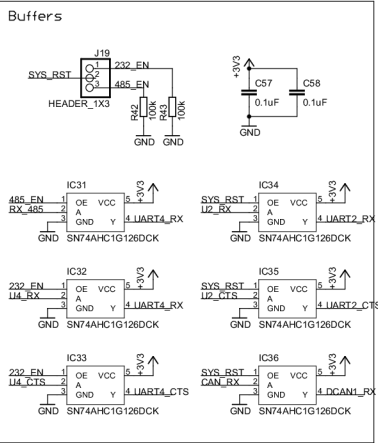 Buffers
J19
1 232_EN
SYS_RST 2
3 485_EN
HEADER_1X3
R42 100k
R43 100k
GND GND
+3V3
C57 C58
0.1uF 0.1uF
GND
IC31
485_EN 1 OE VCC 5 +3V3
RX_485 2 A
3 GND Y 4 UART4_RX
GND SN74AHC1G126DCK
IC34
SYS_RST 1 OE VCC 5 +3V3
U2_RX 2 A
3 GND Y 4 UART2_RX
GND SN74AHC1G126DCK
IC32
232_EN 1 OE VCC 5 +3V3
U4_RX 2 A
3 GND Y 4 UART4_RX
GND SN74AHC1G126DCK
IC35
SYS_RST 1 OE VCC 5 +3V3
U2_CTS 2 A
3 GND Y 4 UART2_CTS
GND SN74AHC1G126DCK
IC33
232_EN 1 OE VCC 5 +3V3
U4_CTS 2 A
3 GND Y 4 UART4_CTS
GND SN74AHC1G126DCK
IC36
SYS_RST 1 OE VCC 5 +3V3
CAN_RX 2 A
3 GND Y 4 DCAN1_RX
GND SN74AHC1G126DCK